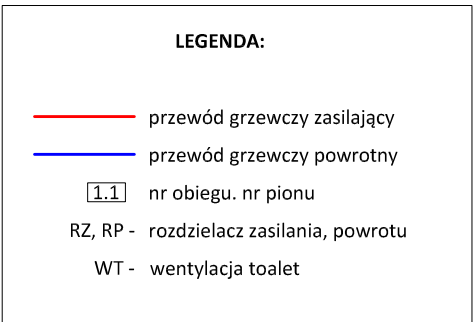 LEGENDA:
przewód grzewczy zasilający
przewód grzewczy powrotny
1.1 nr obiegu. nr pionu
RZ, RP - rozdzielacz zasilania, powrotu
WT - wentylacja toalet